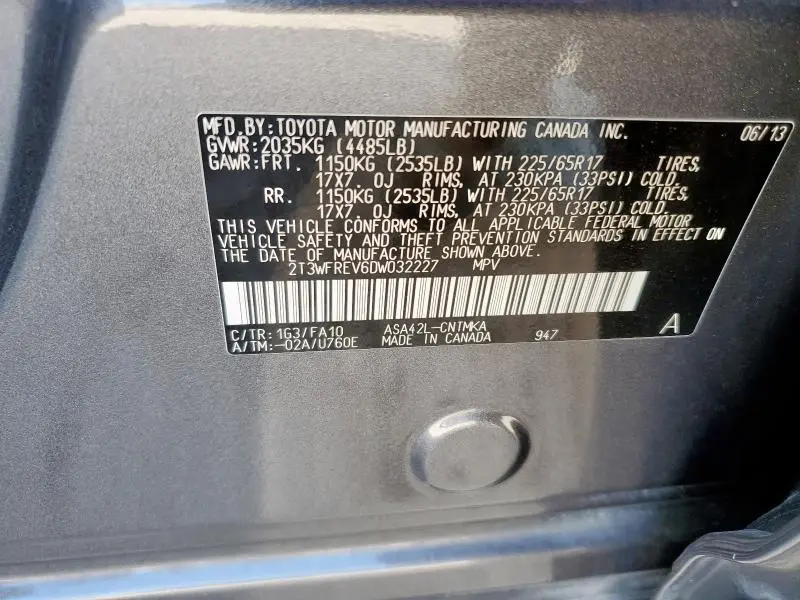 MFD.BY:TOYOTA MOTOR MANUFACTURING CANADA INC. 06/13
GVWR:2035KG (4485LB)
GAWR:FRT. 1150KG (2535LB) WITH 225/65R17 TIRES,
17X7.0J RIMS, AT 230KPA (33PSI) COLD
RR. 1150KG (2535LB) WITH 225/65R17 TIRES,
17X7.0J RIMS, AT 230KPA (33PSI) COLD
THIS VEHICLE CONFORMS TO ALL APPLICABLE FEDERAL MOTOR
VEHICLE SAFETY AND THEFT PREVENTION STANDARDS IN EFFECT ON
THE DATE OF MANUFACTURE SHOWN ABOVE.
2T3WFREV6DW032227 MPV
C/TR:1G3/FA10 ASA42L-CNTMKA
A/TM:-02A/U760E MADE IN CANADA 947 A